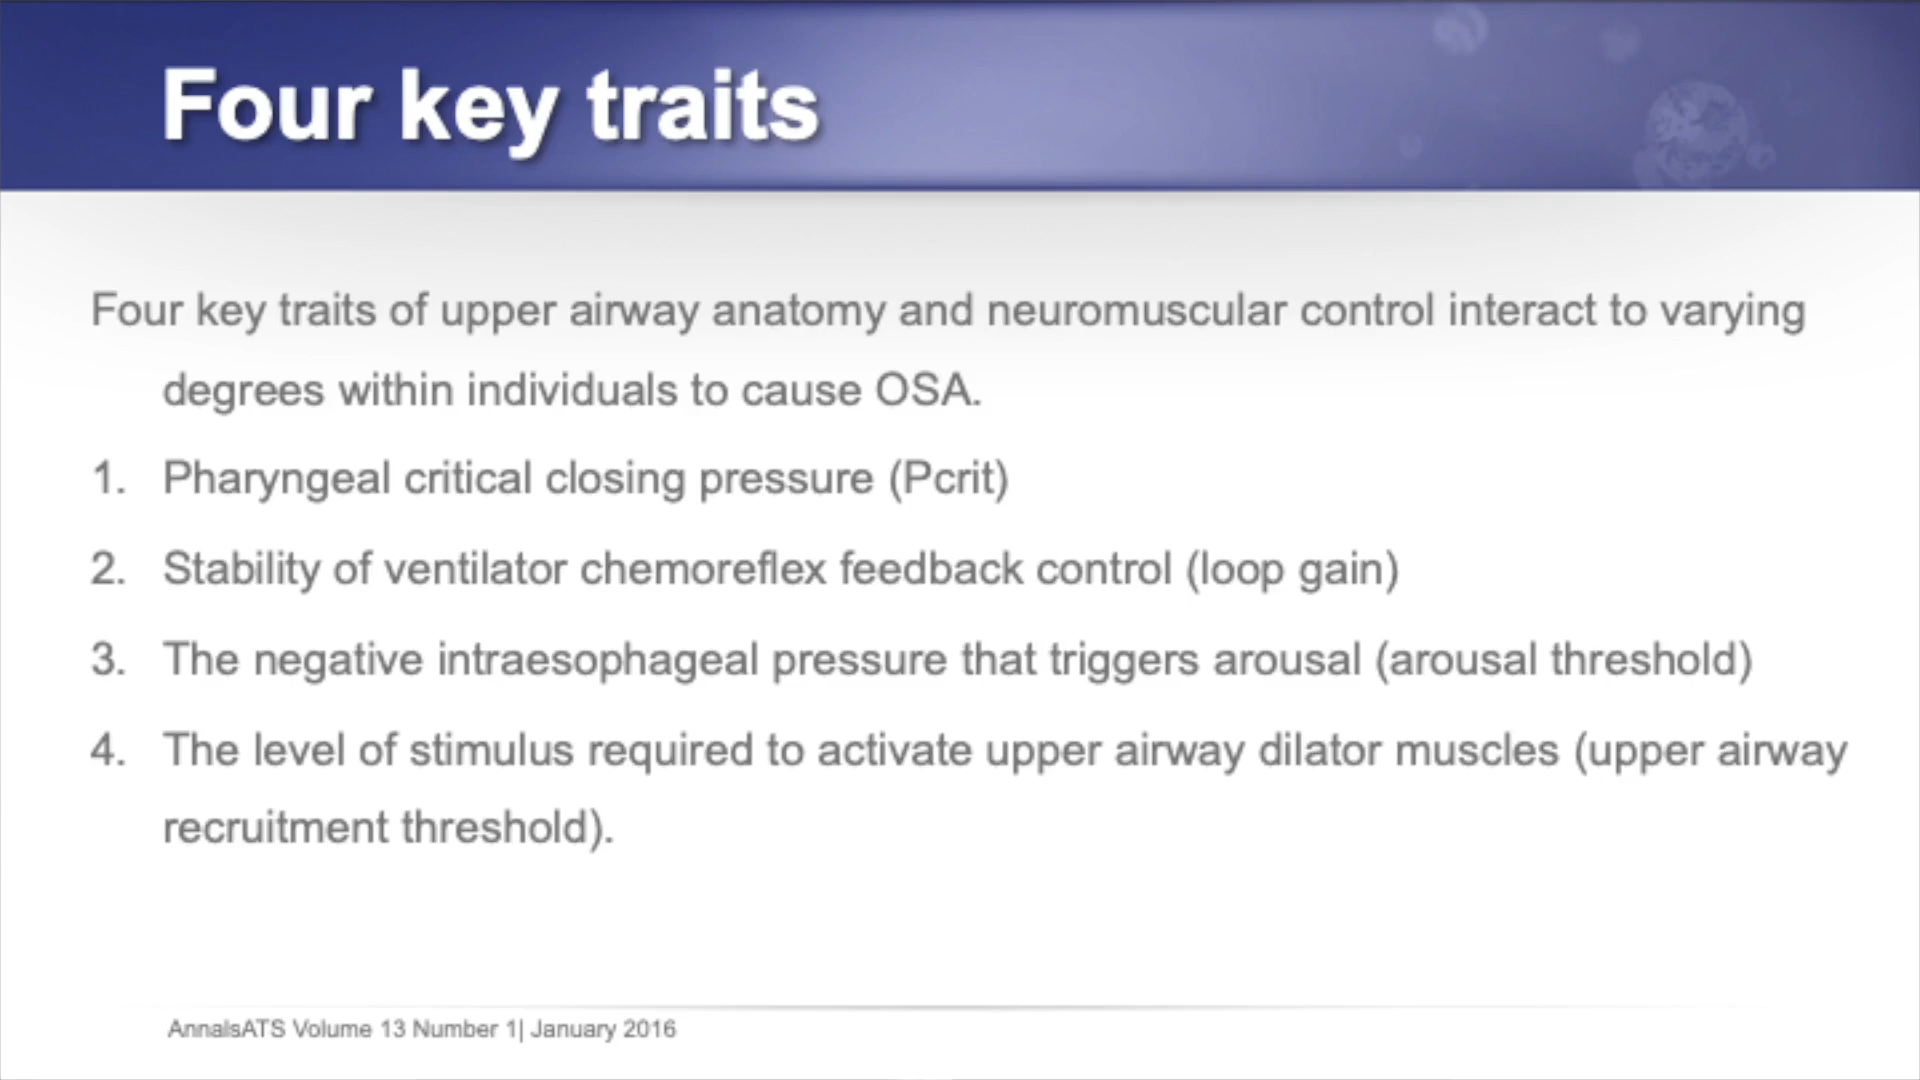 Four key traits
Four key traits of upper airway anatomy and neuromuscular control interact to varying
degrees within individuals to cause OSA.
1. Pharyngeal critical closing pressure (Pcrit)
2. Stability of ventilator chemoreflex feedback control (loop gain)
3. The negative intraesophageal pressure that triggers arousal (arousal threshold)
4. The level of stimulus required to activate upper airway dilator muscles (upper airway
recruitment threshold).
AnnalsATS Volume 13 Number 1| January 2016